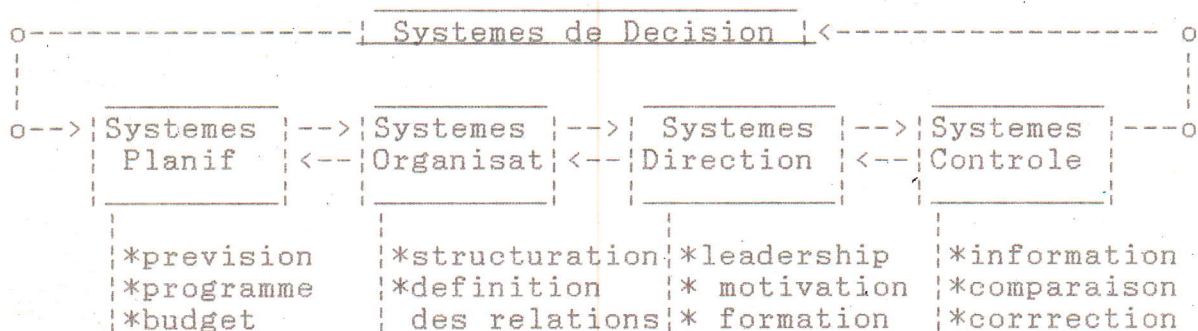 Systemes de Decision
Systemes Systemes Systemes Systemes
Planif Organisat Direction Controle
*prevision *structuration *leadership *information
*programme *definition * motivation *comparaison
*budget des relations * formation *corrrection